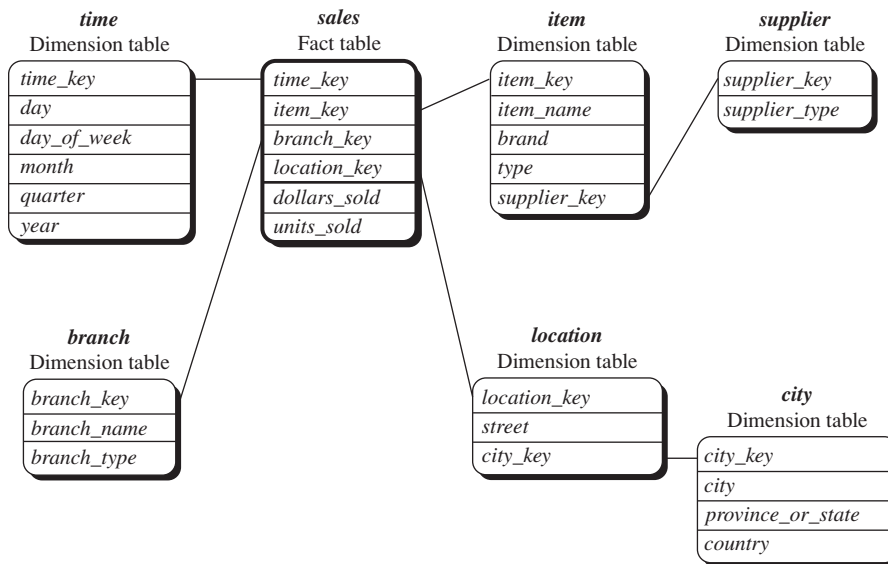 time
Dimension table
time_key
day
day_of_week
month
quarter
year
sales
Fact table
time_key
item_key
branch_key
location_key
dollars_sold
units_sold
item
Dimension table
item_key
item_name
brand
type
supplier_key
supplier
Dimension table
supplier_key
supplier_type
branch
Dimension table
branch_key
branch_name
branch_type
location
Dimension table
location_key
street
city_key
city
Dimension table
city_key
city
province_or_state
country